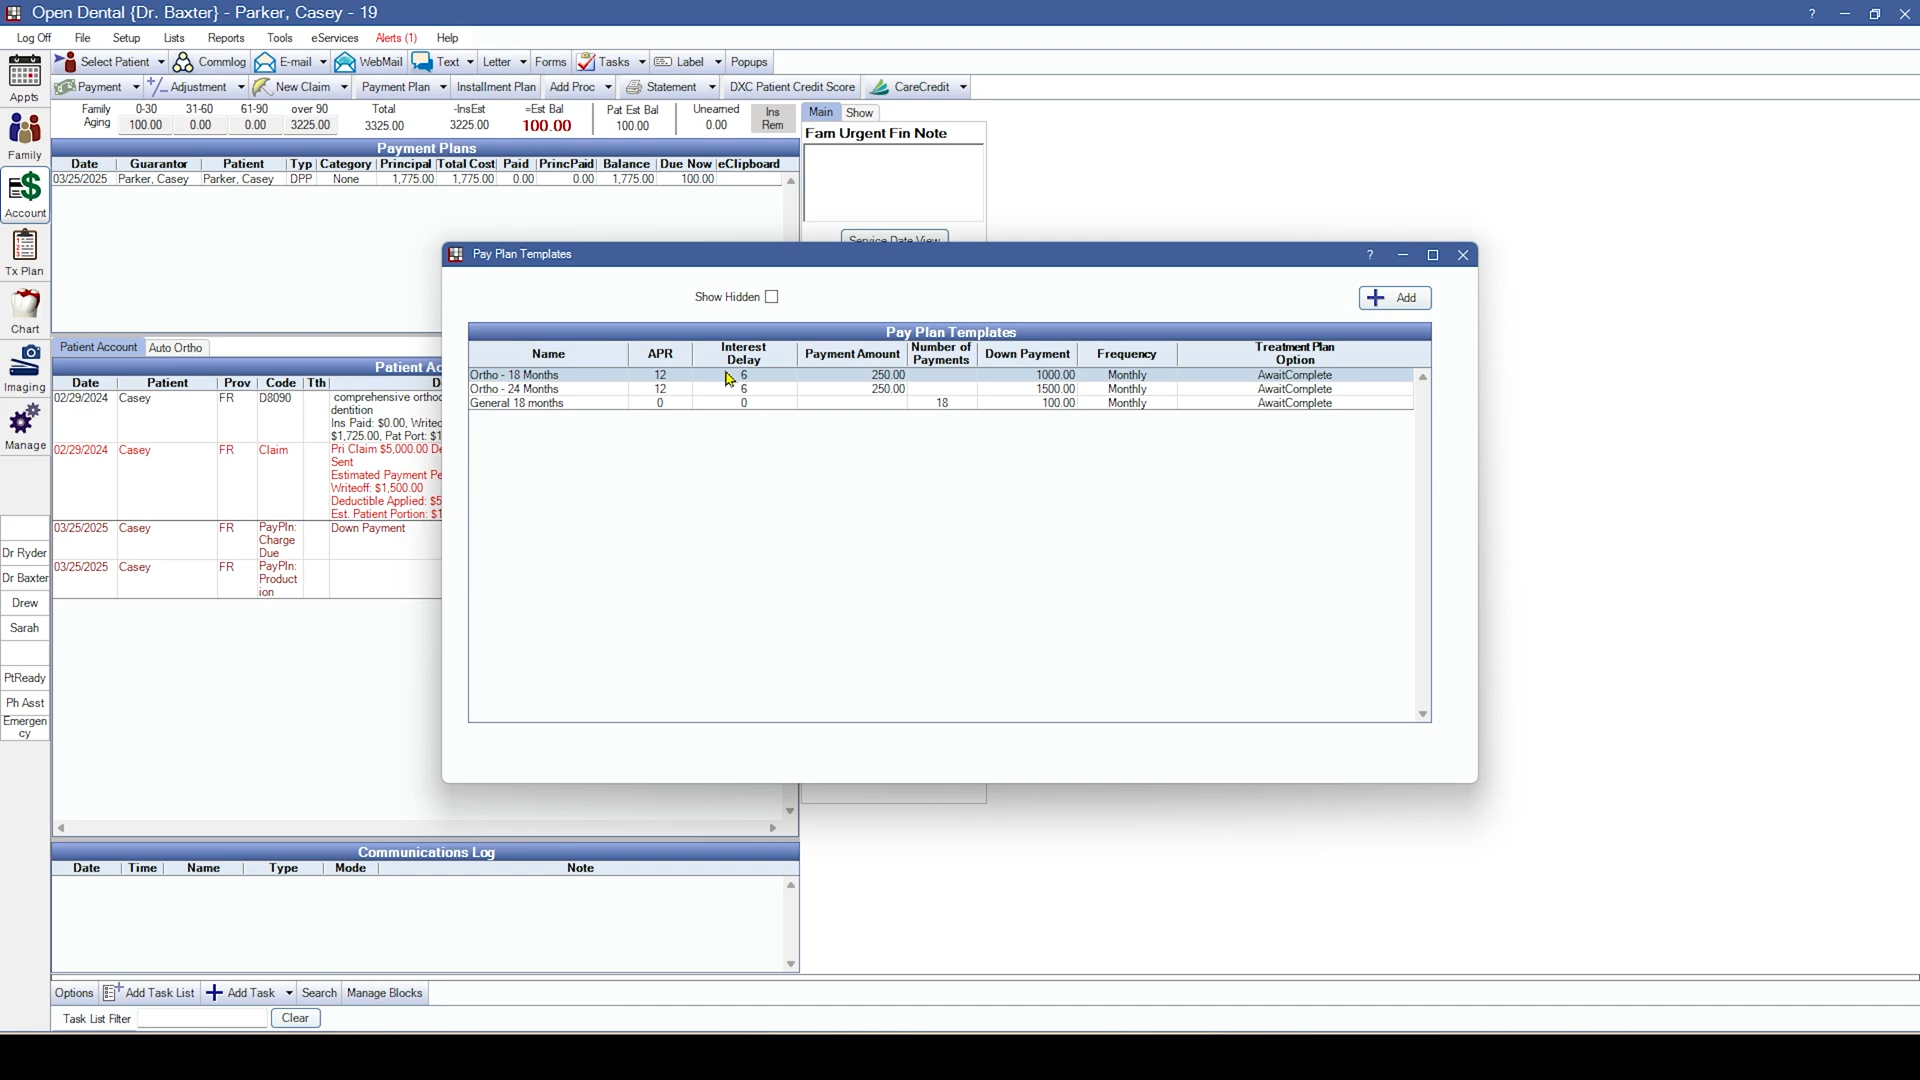 Open Dental {Dr. Baxter} - Parker, Casey - 19
?
Log Off File Setup Lists Reports Tools eServices Alerts (1) Help
Select Patient Commlog E-mail WebMail Text Letter Forms Tasks Label Popups
Payment Adjustment New Claim Payment Plan Installment Plan Add Proc Statement DXC Patient Credit Score CareCredit
Appts
Family
Account
Tx Plan
Chart
Imaging
Manage
Dr Ryder
Dr Baxter
Drew
Sarah
PtReady
Ph Asst
Emergen
cy
Family Aging 0-30 31-60 61-90 over 90 Total -InsEst =Est Bal Pat Est Bal Unearned Ins Rem
100.00 0.00 0.00 3225.00 3325.00 3225.00 100.00 100.00 0.00
Main Show
Fam Urgent Fin Note
Service Date View
Payment Plans
Date Guarantor Patient Typ Category Principal Total Cost Paid PrincPaid Balance Due Now eClipboard
03/25/2025 Parker, Casey Parker, Casey DPP None 1,775.00 1,775.00 0.00 0.00 1,775.00 100.00
Patient Account Auto Ortho
Patient Ac
Date Patient Prov Code Tth D
02/29/2024 Casey FR D8090 comprehensive orthod
dentition
Ins Paid: $0.00, Writeo
$1,725.00, Pat Port: $1
02/29/2024 Casey FR Claim Pri Claim $5,000.00 De
Sent
Estimated Payment Pe
Writeoff: $1,500.00
Deductible Applied: $5
Est. Patient Portion: $1
03/25/2025 Casey FR PayPln: Down Payment
Charge
Due
03/25/2025 Casey FR PayPln:
Product
ion
Pay Plan Templates
?
Show Hidden
Add
Pay Plan Templates
Name APR Interest Delay Payment Amount Number of Payments Down Payment Frequency Treatment Plan Option
Ortho - 18 Months 12 6 250.00 1000.00 Monthly AwaitComplete
Ortho - 24 Months 12 6 250.00 1500.00 Monthly AwaitComplete
General 18 months 0 0 18 100.00 Monthly AwaitComplete
Communications Log
Date Time Name Type Mode Note
Options Add Task List Add Task Search Manage Blocks
Task List Filter Clear